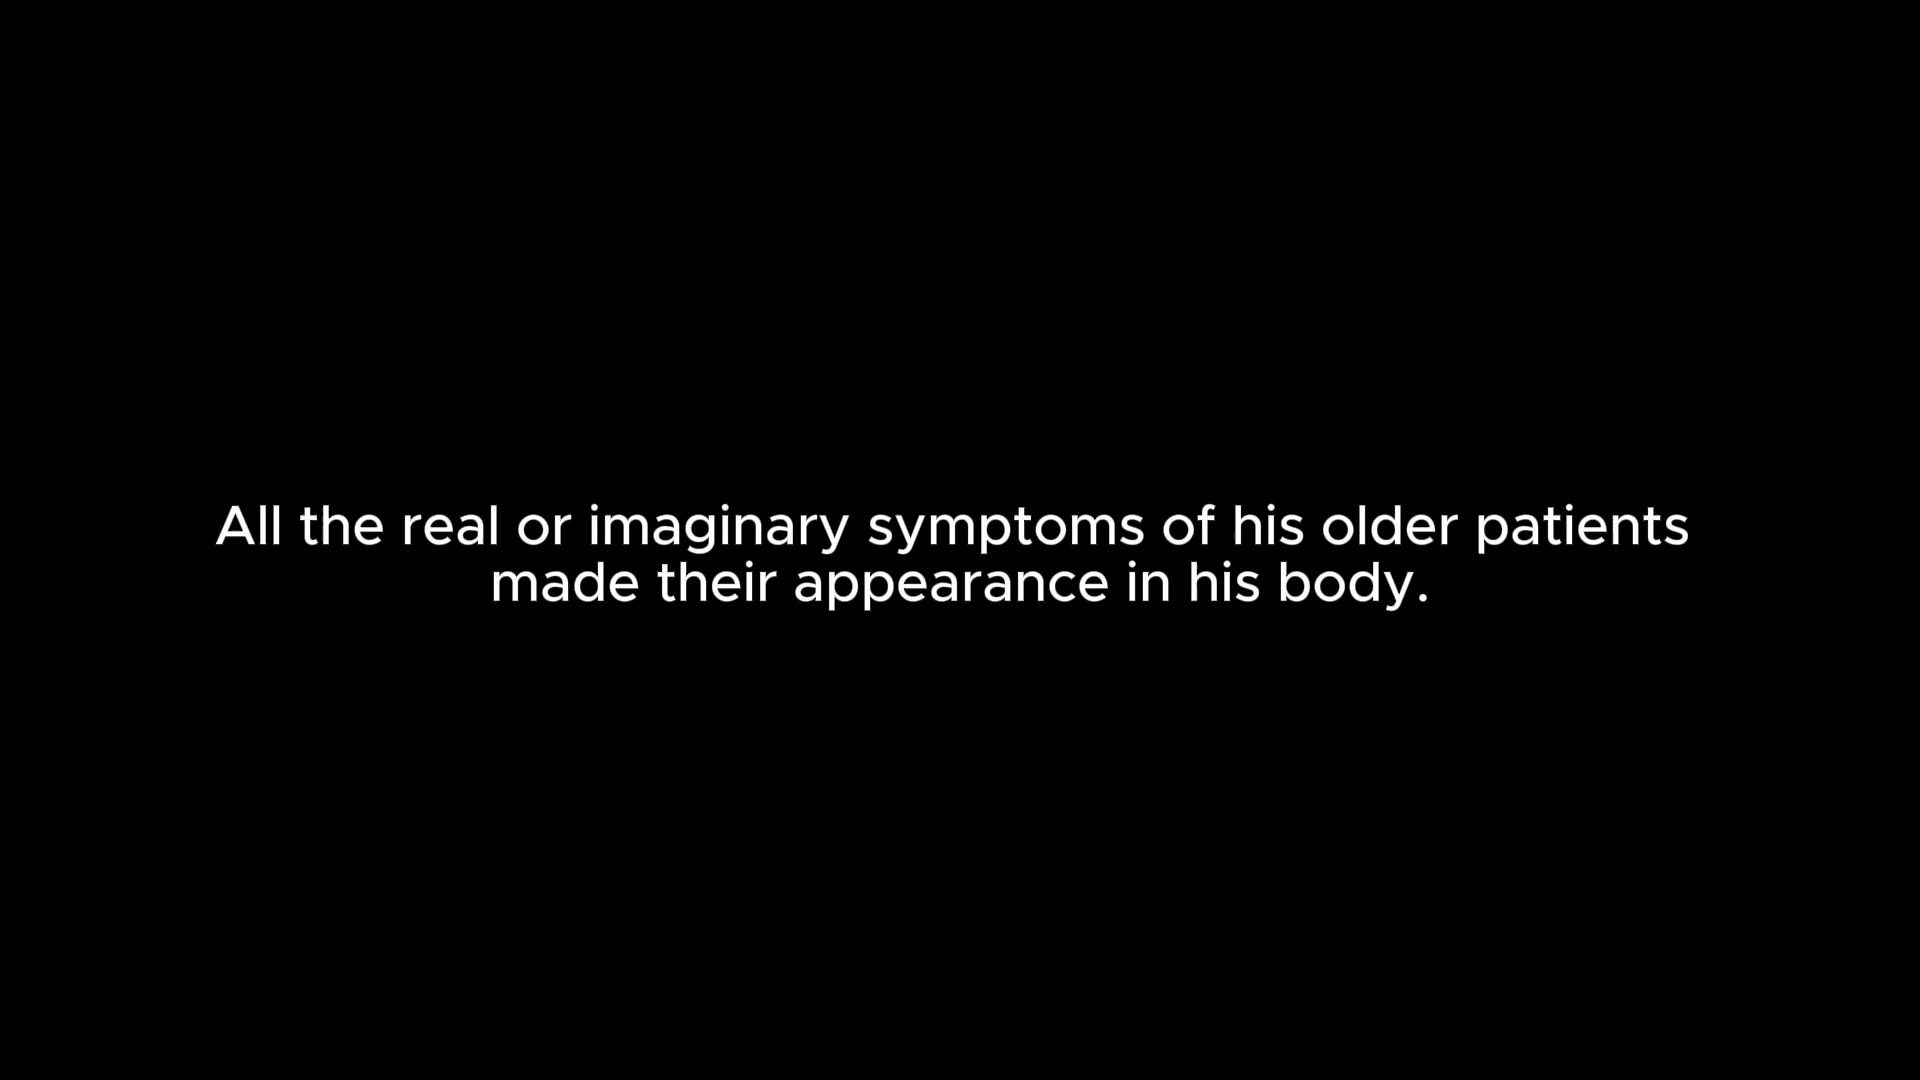 All the real or imaginary symptoms of his older patients
made their appearance in his body.